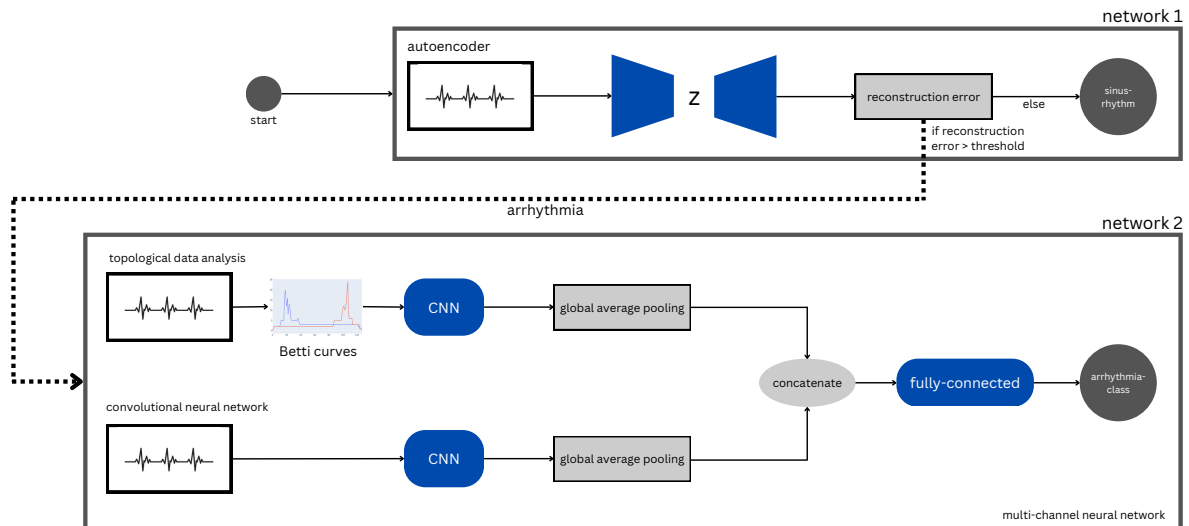 network 1
autoencoder
start
Z
reconstruction error
else
sinus-
rhythm
if reconstruction
error > threshold
arrhythmia
network 2
topological data analysis
Betti curves
CNN
global average pooling
concatenate
fully-connected
arrhythmia-
class
convolutional neural network
CNN
global average pooling
multi-channel neural network